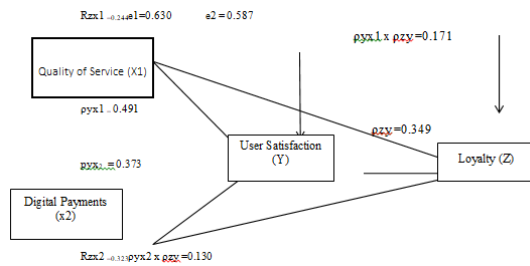 Rzx1 =0.244e1=0.630 e2 = 0.587
ρyx1 x ρzy=0.171
Quality of Service (X1)
ρyx1 = 0.491
ρzy=0.349
User Satisfaction
(Y)
Loyalty (Z)
ρyx2 =0.373
Digital Payments
(x2)
Rzx2 =0.323ρyx2 x ρzy =0.130